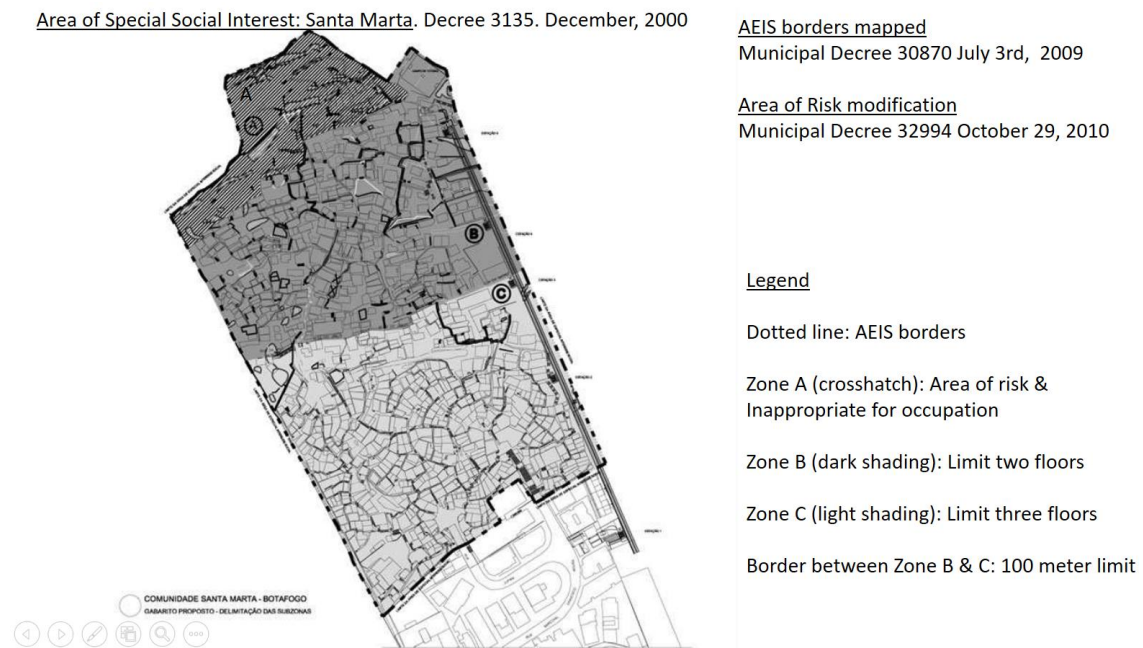 Area of Special Social Interest: Santa Marta. Decree 3135. December, 2000
AEIS borders mapped
Municipal Decree 30870 July 3rd, 2009
Area of Risk modification
Municipal Decree 32994 October 29, 2010
A
A
B
C
Legend
Dotted line: AEIS borders
Zone A (crosshatch): Area of risk &
Inappropriate for occupation
Zone B (dark shading): Limit two floors
Zone C (light shading): Limit three floors
Border between Zone B & C: 100 meter limit
COMUNIDADE SANTA MARTA - BOTAFOGO
GABARITO PROPOSTO - DELIMITAÇÃO DAS SUBZONAS